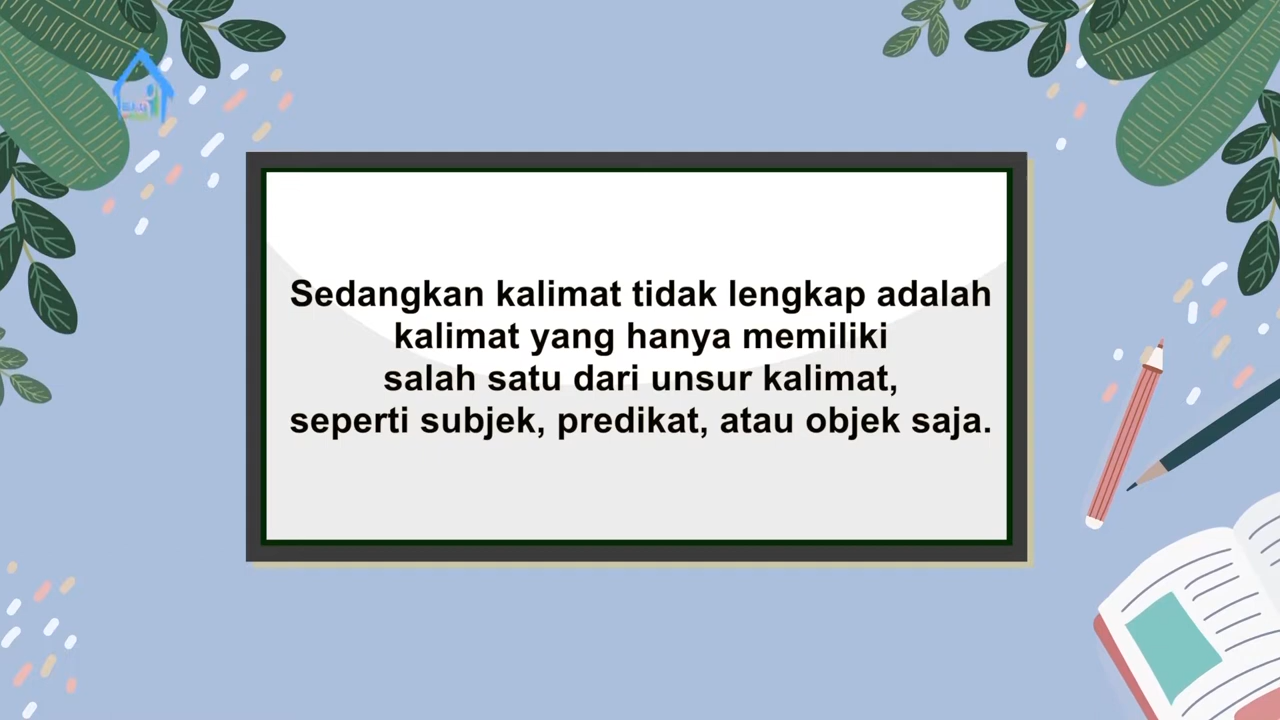 Sedangkan kalimat tidak lengkap adalah
kalimat yang hanya memiliki
salah satu dari unsur kalimat,
seperti subjek, predikat, atau objek saja.